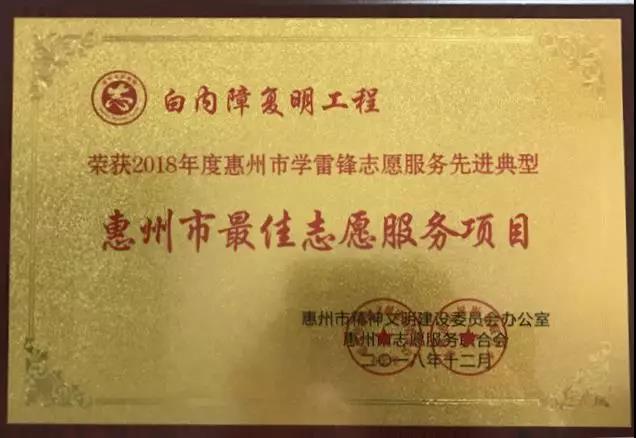 白内障复明工程
荣获2018年度惠州市学雷锋志愿服务先进典型
惠州市最佳志愿服务项目
惠州市精神文明建设委员会办公室
惠州市志愿服务联合会
二〇一八年十二月